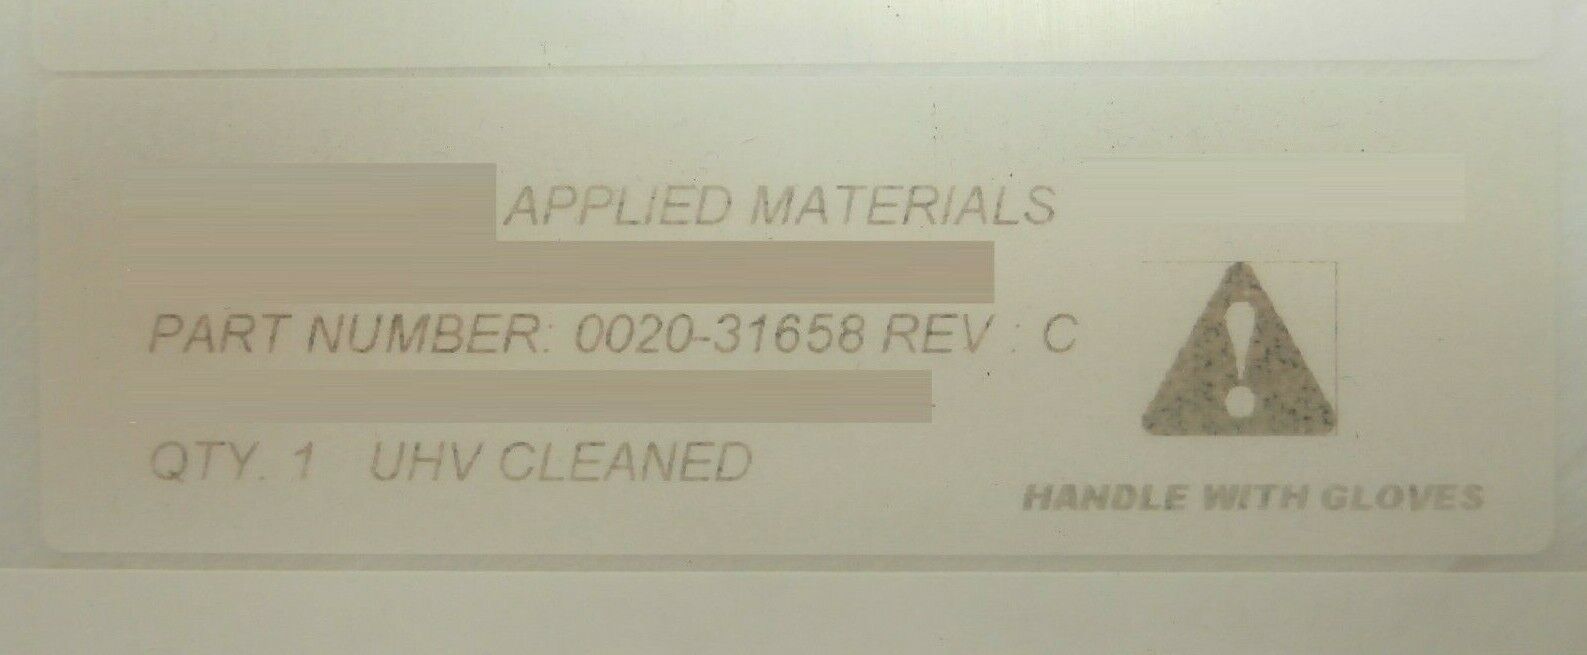 APPLIED MATERIALS
PART NUMBER: 0020-31658 REV : C
QTY. 1 UHV CLEANED
HANDLE WITH GLOVES